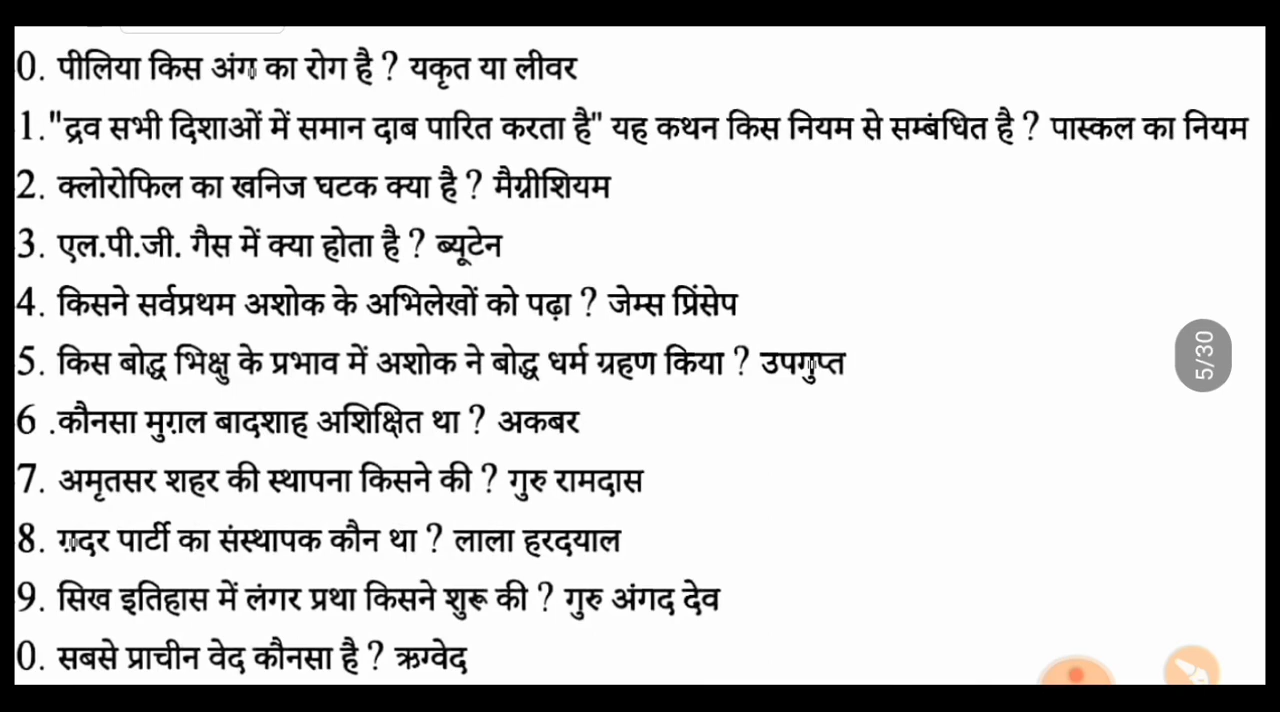 0. पीलिया किस अंग का रोग है ? यकृत या लीवर
1."द्रव सभी दिशाओं में समान दाब पारित करता है" यह कथन किस नियम से सम्बंधित है ? पास्कल का नियम
2. क्लोरोफिल का खनिज घटक क्या है ? मैग्नीशियम
3. एल.पी.जी. गैस में क्या होता है ? ब्यूटेन
4. किसने सर्वप्रथम अशोक के अभिलेखों को पढ़ा ? जेम्स प्रिंसेप
5. किस बोद्ध भिक्षु के प्रभाव में अशोक ने बोद्ध धर्म ग्रहण किया ? उपगुप्त
5/30
6 .कौनसा मुग़ल बादशाह अशिक्षित था ? अकबर
7. अमृतसर शहर की स्थापना किसने की ? गुरु रामदास
8. ग़दर पार्टी का संस्थापक कौन था ? लाला हरदयाल
9. सिख इतिहास में लंगर प्रथा किसने शुरू की ? गुरु अंगद देव
0. सबसे प्राचीन वेद कौनसा है ? ऋग्वेद